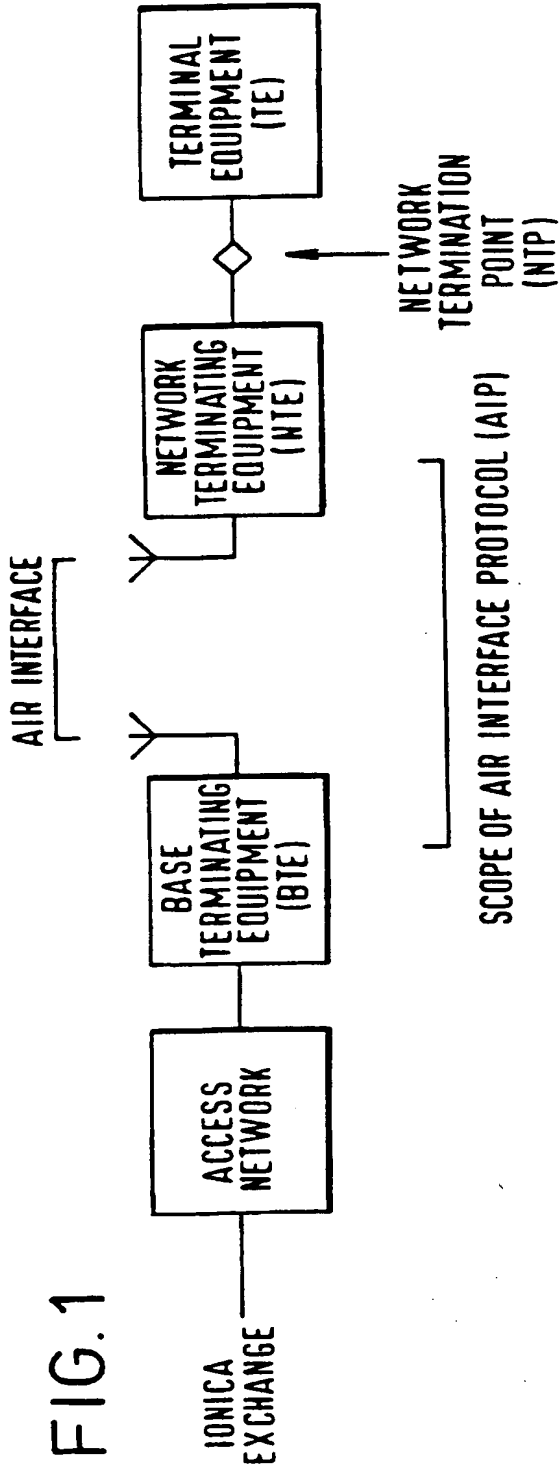 FIG.1
IONICA
EXCHANGE
ACCESS
NETWORK
BASE
TERMINATING
EQUIPMENT
(BTE)
AIR INTERFACE
NETWORK
TERMINATING
EQUIPMENT
(NTE)
TERMINAL
EQUIPMENT
(TE)
NETWORK
TERMINATION
POINT
(NTP)
SCOPE OF AIR INTERFACE PROTOCOL (AIP)